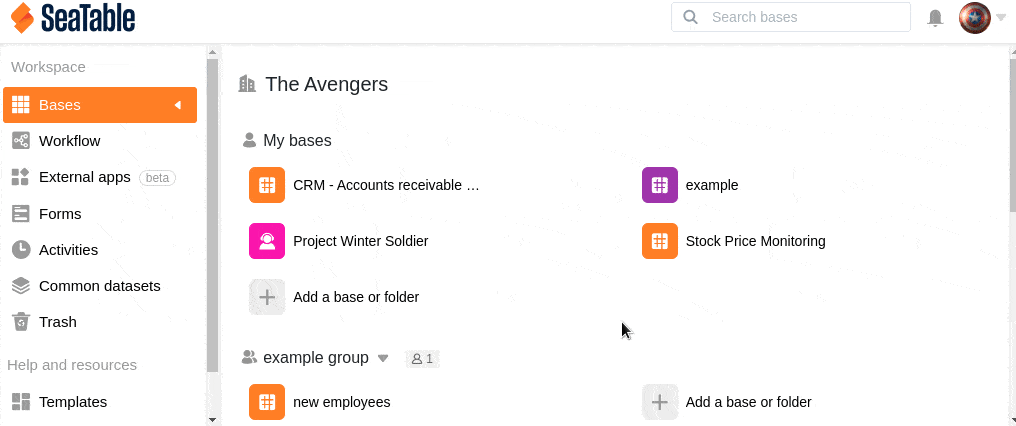 SeaTable
Search bases
Workspace
Bases
Workflow
External apps beta
Forms
Activities
Common datasets
Trash
Help and resources
Templates
The Avengers
My bases
CRM - Accounts receivable …
example
Project Winter Soldier
Stock Price Monitoring
Add a base or folder
example group 1
new employees
Add a base or folder